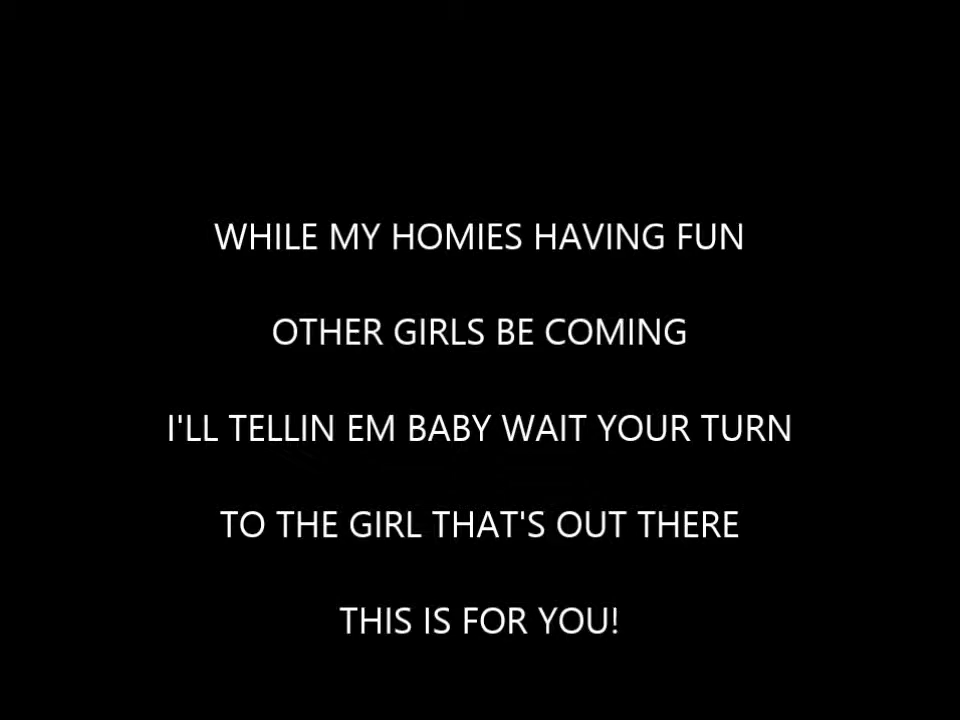 WHILE MY HOMIES HAVING FUN
OTHER GIRLS BE COMING
I'LL TELLIN EM BABY WAIT YOUR TURN
TO THE GIRL THAT'S OUT THERE
THIS IS FOR YOU!